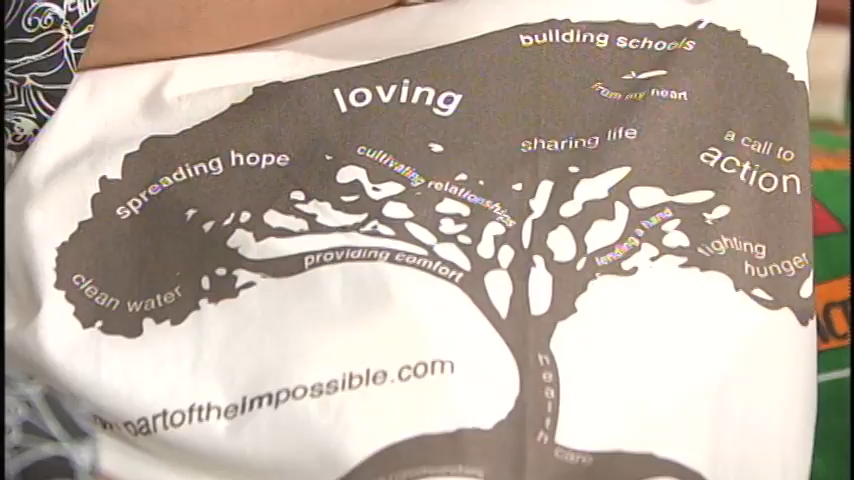 building schools
loving
from my heart
sharing life
a call to
action
spreading hope
cultivating relationships
lending a hand
fighting
hunger
providing comfort
clean water
partoftheImpossible.com
health
care